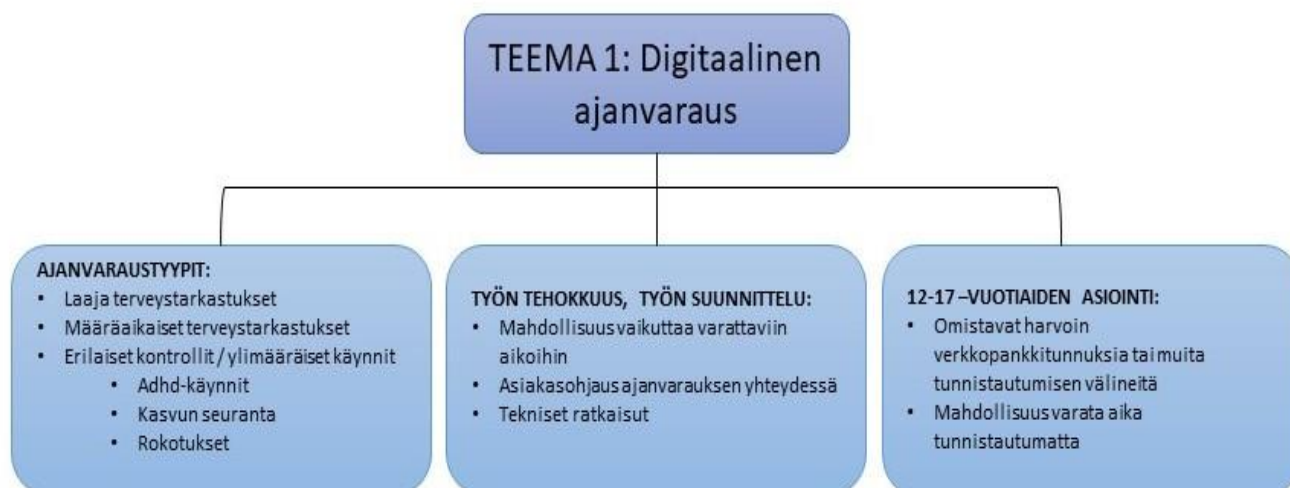 TEEMA 1: Digitaalinen
ajanvaraus
AJANVARAUSTYYPIT:
• Laaja terveystarkastukset
• Määräaikaiset terveystarkastukset
• Erilaiset kontrollit / ylimääräiset käynnit
• Adhd-käynnit
• Kasvun seuranta
• Rokotukset
TYÖN TEHOKKUUS, TYÖN SUUNNITTELU:
• Mahdollisuus vaikuttaa varattaviin
aikoihin
• Asiakasohjaus ajanvarauksen yhteydessä
• Tekniset ratkaisut
12-17 –VUOTIAIDEN ASIOINTI:
• Omistavat harvoin
verkkopankkitunnuksia tai muita
tunnistautumisen välineitä
• Mahdollisuus varata aika
tunnistautumatta